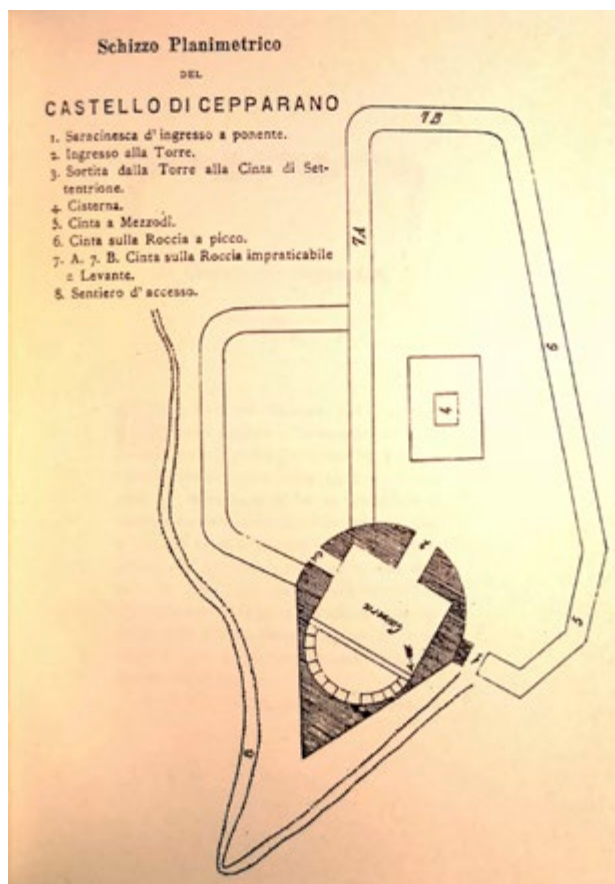 Schizzo Planimetrico
DEL
CASTELLO DI CEPPARANO
1. Saracinesca d'ingresso a ponente.
2. Ingresso alla Torre.
3. Sortita dalla Torre alla Cinta di Set-
tentrione.
4. Cisterna.
5. Cinta a Mezzodì.
6. Cinta sulla Roccia a picco.
7. A. 7. B. Cinta sulla Roccia impraticabile
a Levante.
8. Sentiero d'accesso.
7B
7A
6
4
3
2
5
1
8